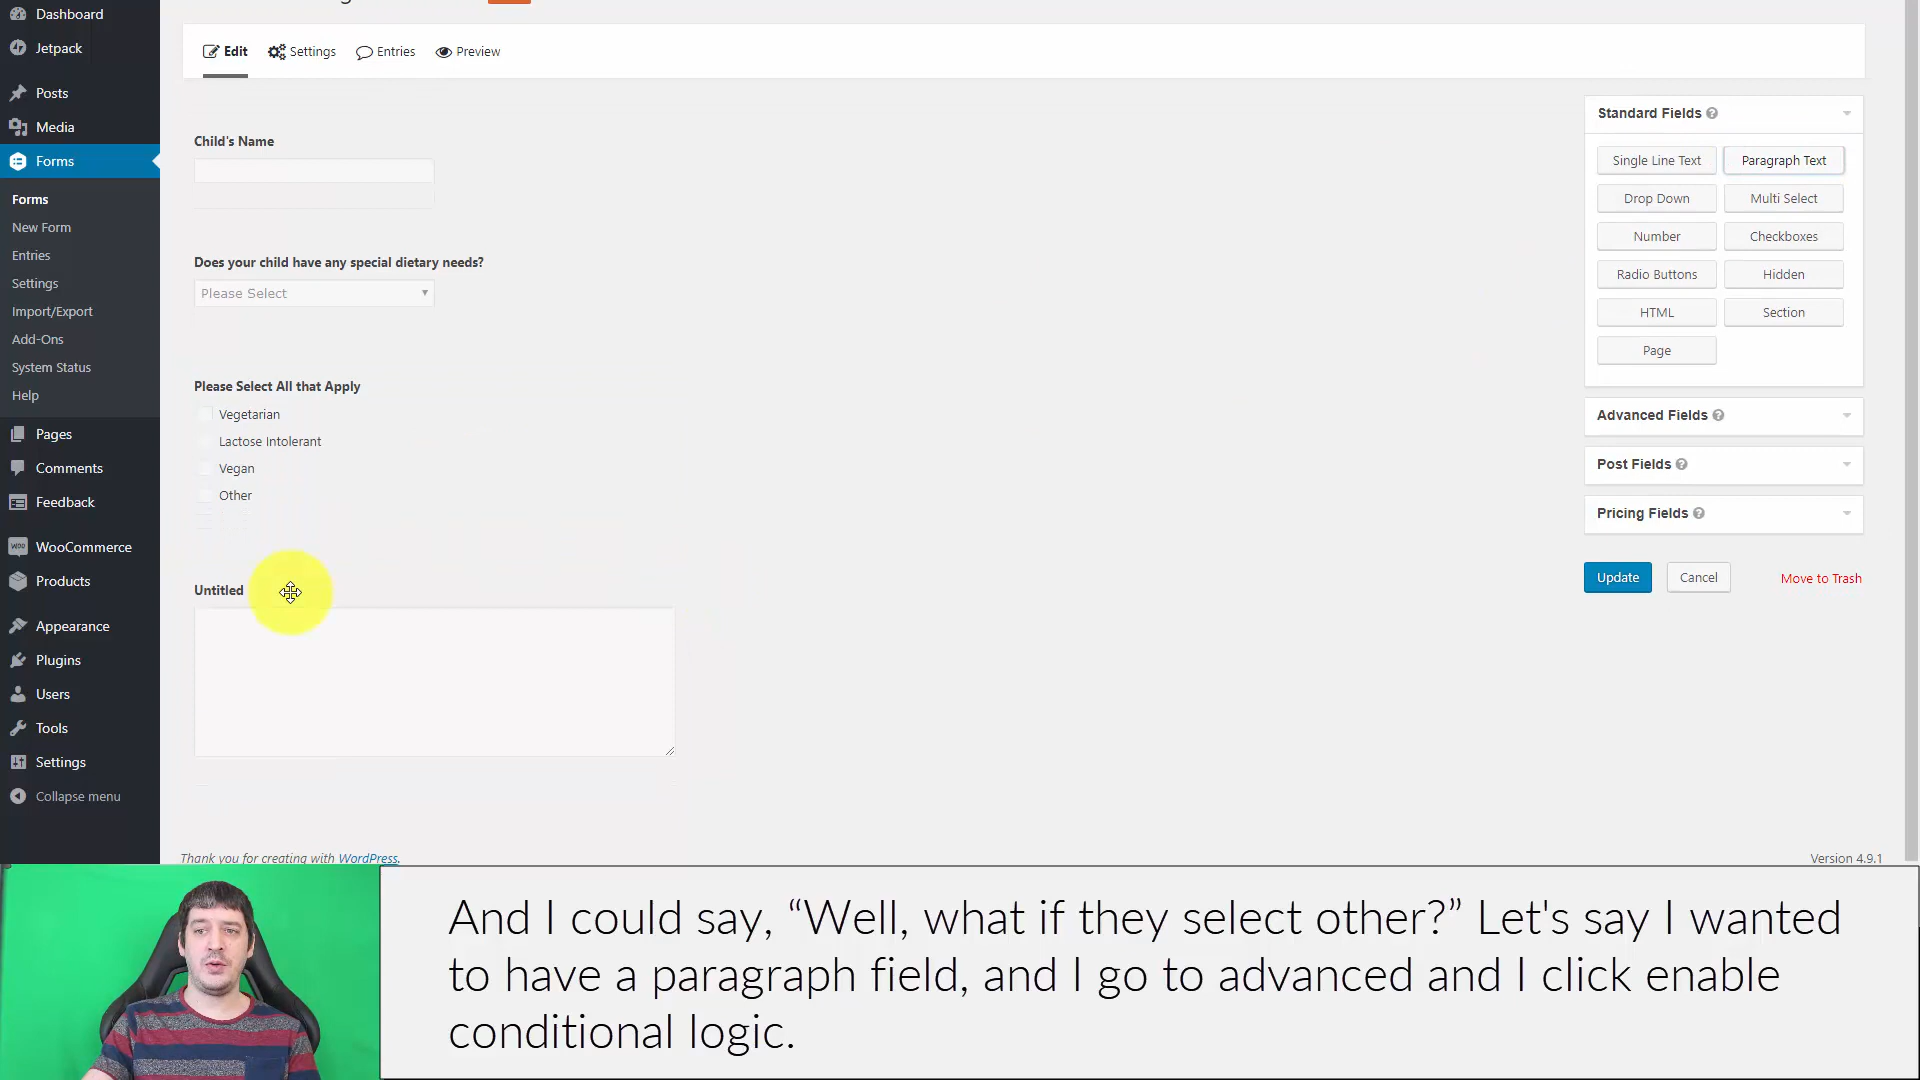 Dashboard
Jetpack
Posts
Media
Forms
Forms
New Form
Entries
Settings
Import/Export
Add-Ons
System Status
Help
Pages
Comments
Feedback
WooCommerce
Products
Appearance
Plugins
Users
Tools
Settings
Collapse menu
Edit Settings Entries Preview
Child's Name
Does your child have any special dietary needs?
Please Select
Please Select All that Apply
Vegetarian
Lactose Intolerant
Vegan
Other
Untitled
Thank you for creating with WordPress.
Version 4.9.1
Standard Fields
Single Line Text Paragraph Text
Drop Down Multi Select
Number Checkboxes
Radio Buttons Hidden
HTML Section
Page
Advanced Fields
Post Fields
Pricing Fields
Update Cancel Move to Trash
And I could say, “Well, what if they select other?” Let's say I wanted
to have a paragraph field, and I go to advanced and I click enable
conditional logic.